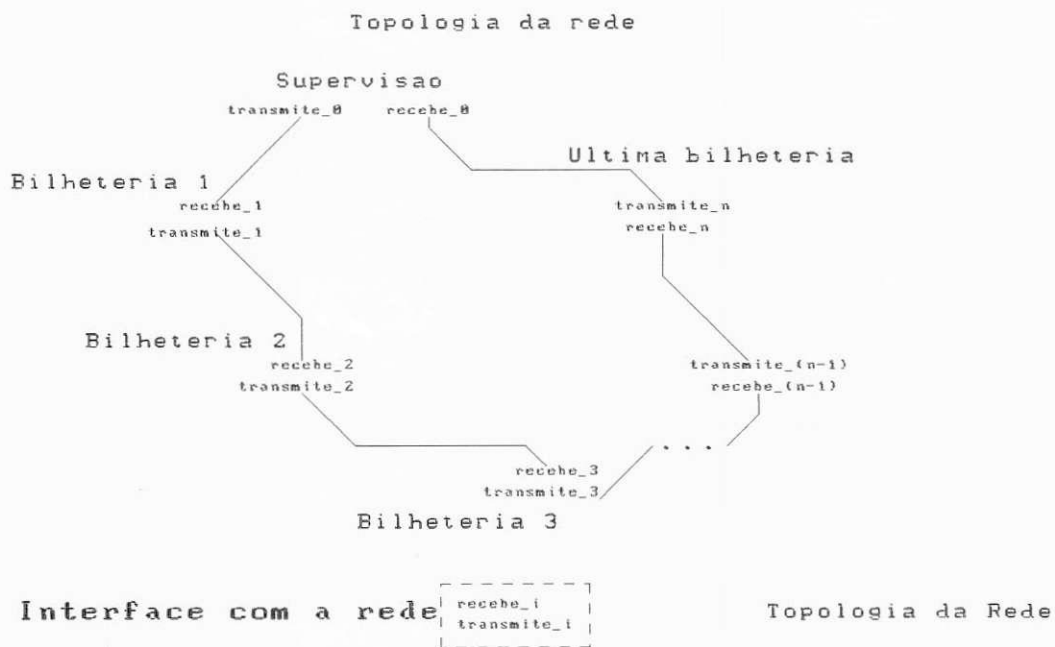 Topologia da rede
Supervisao
transmite_0 recebe_0
Ultima bilheteria
Bilheteria 1
recebe_1
transmite_n
transmite_1
recebe_n
Bilheteria 2
recebe_2
transmite_(n-1)
transmite_2
recebe_(n-1)
. . .
recebe_3
transmite_3
Bilheteria 3
Interface com a rede
recebe_i
transmite_i
Topologia da Rede